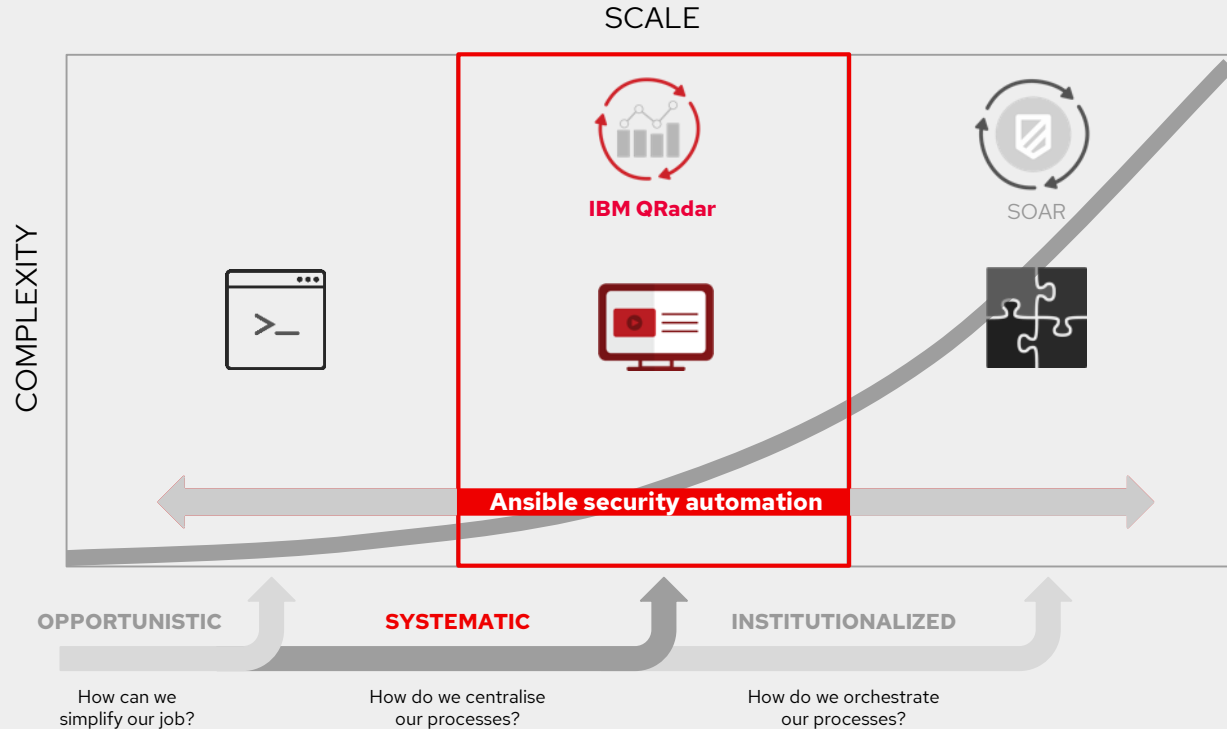 SCALE
COMPLEXITY
IBM QRadar
SOAR
>_
Ansible security automation
OPPORTUNISTIC
SYSTEMATIC
INSTITUTIONALIZED
How can we
simplify our job?
How do we centralise
our processes?
How do we orchestrate
our processes?